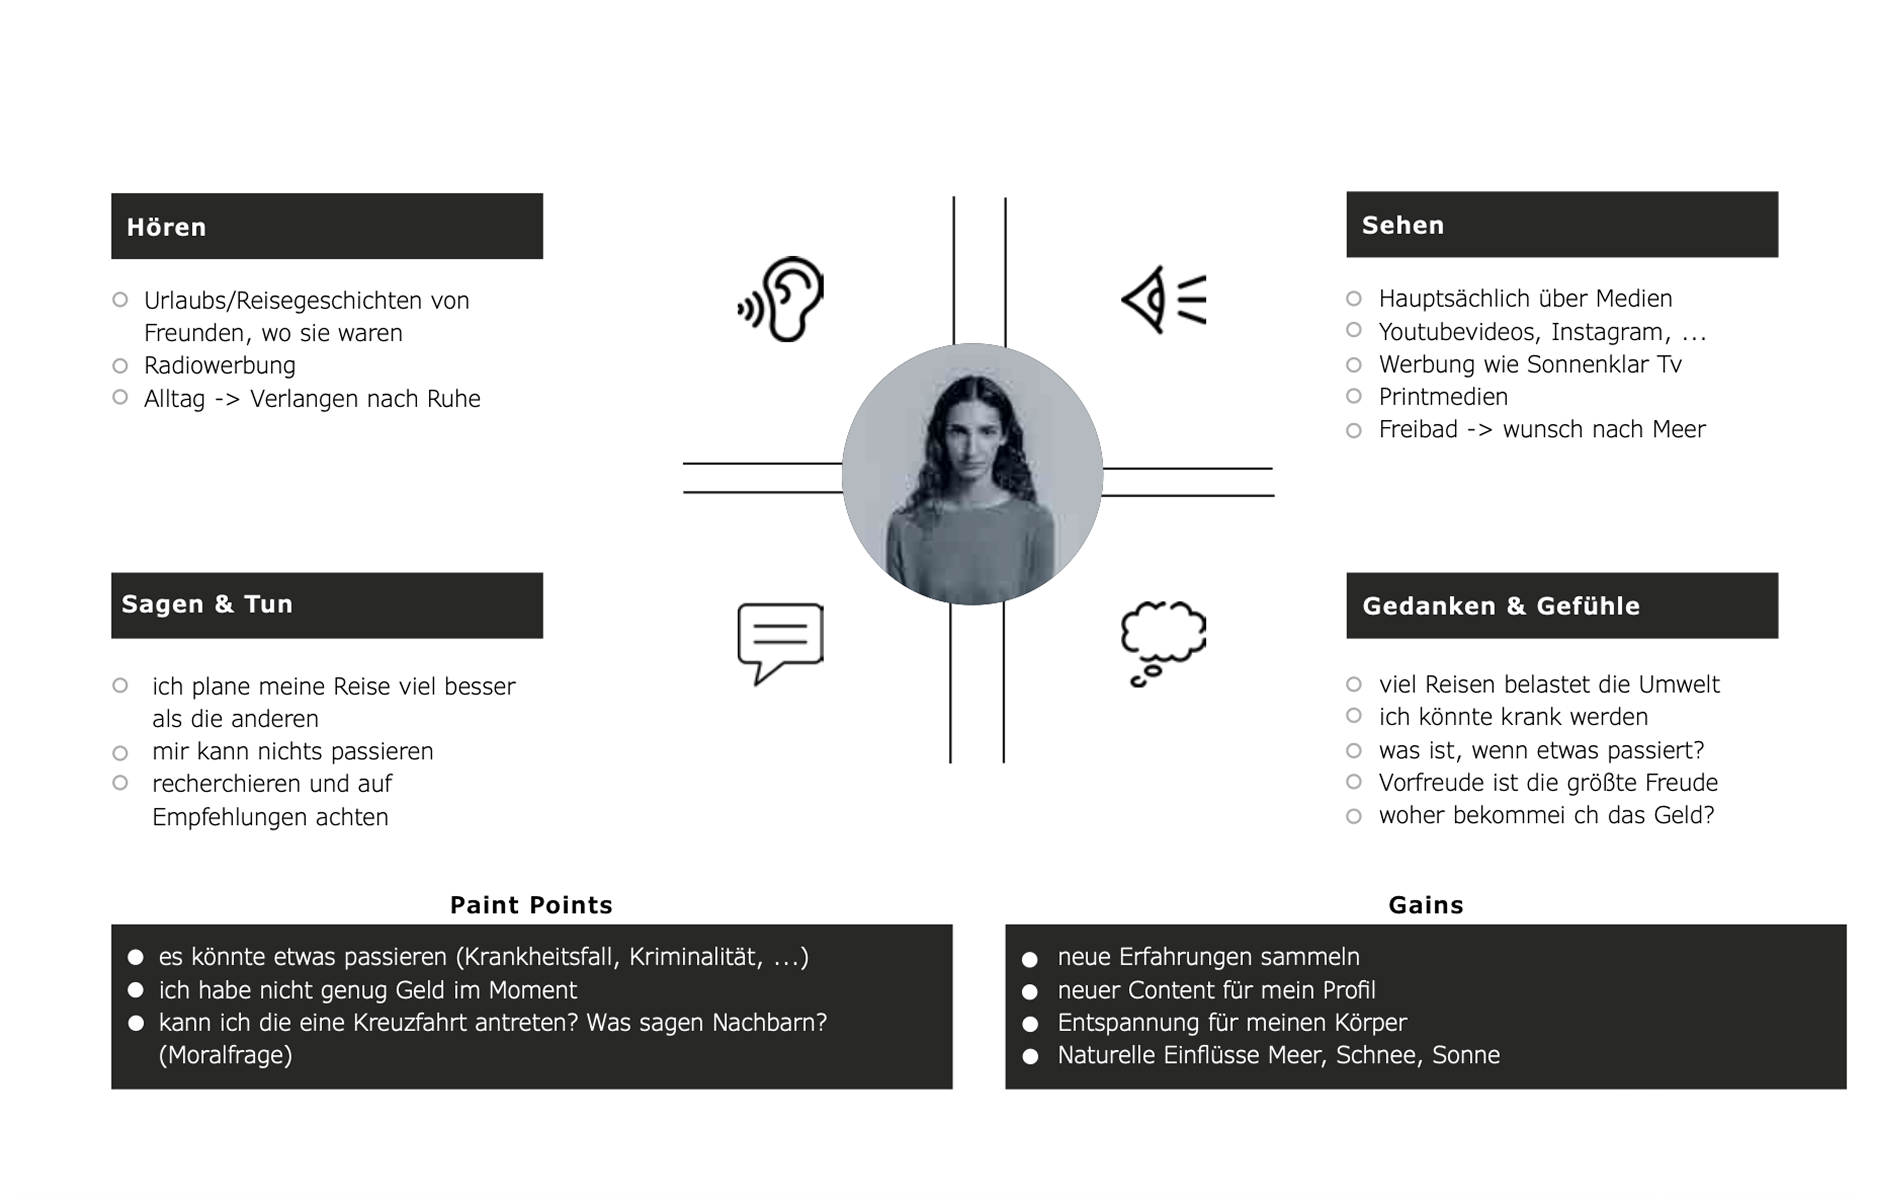 Hören
Urlaubs/Reisegeschichten von
Freunden, wo sie waren
Radiowerbung
Alltag -> Verlangen nach Ruhe
Sehen
Hauptsächlich über Medien
Youtubevideos, Instagram, ...
Werbung wie Sonnenklar Tv
Printmedien
Freibad -> wunsch nach Meer
Sagen & Tun
ich plane meine Reise viel besser
als die anderen
mir kann nichts passieren
recherchieren und auf
Empfehlungen achten
Gedanken & Gefühle
viel Reisen belastet die Umwelt
ich könnte krank werden
was ist, wenn etwas passiert?
Vorfreude ist die größte Freude
woher bekommei ch das Geld?
Paint Points
es könnte etwas passieren (Krankheitsfall, Kriminalität, ...)
ich habe nicht genug Geld im Moment
kann ich die eine Kreuzfahrt antreten? Was sagen Nachbarn?
(Moralfrage)
Gains
neue Erfahrungen sammeln
neuer Content für mein Profil
Entspannung für meinen Körper
Naturelle Einflüsse Meer, Schnee, Sonne